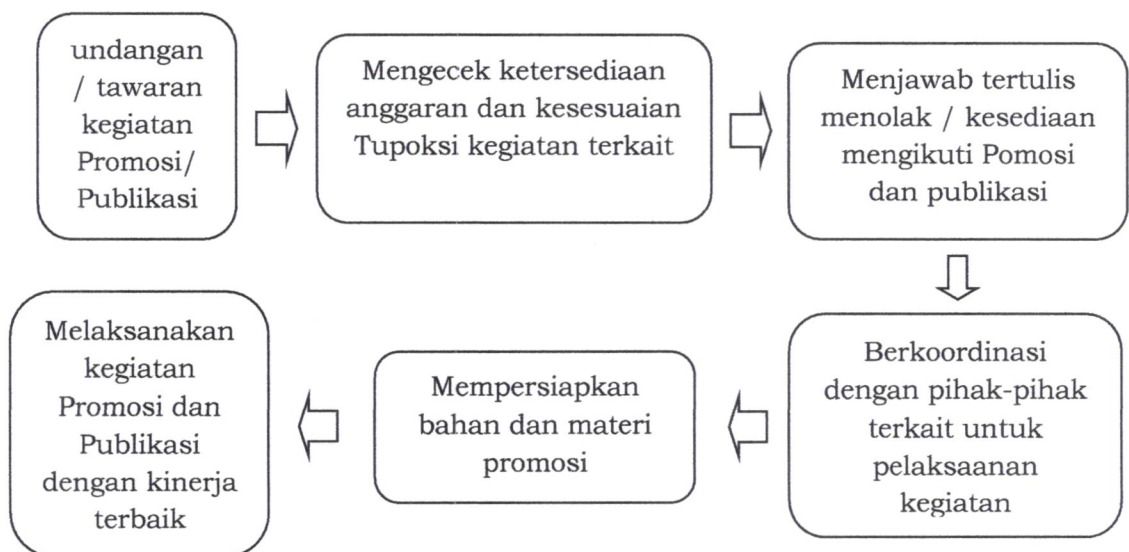 undangan
/ tawaran
kegiatan
Promosi/
Publikasi
Mengecek ketersediaan
anggaran dan kesesuaian
Tupoksi kegiatan terkait
Menjawab tertulis
menolak / kesediaan
mengikuti Pomosi
dan publikasi
Berkoordinasi
dengan pihak-pihak
terkait untuk
pelaksaanan
kegiatan
Mempersiapkan
bahan dan materi
promosi
Melaksanakan
kegiatan
Promosi dan
Publikasi
dengan kinerja
terbaik